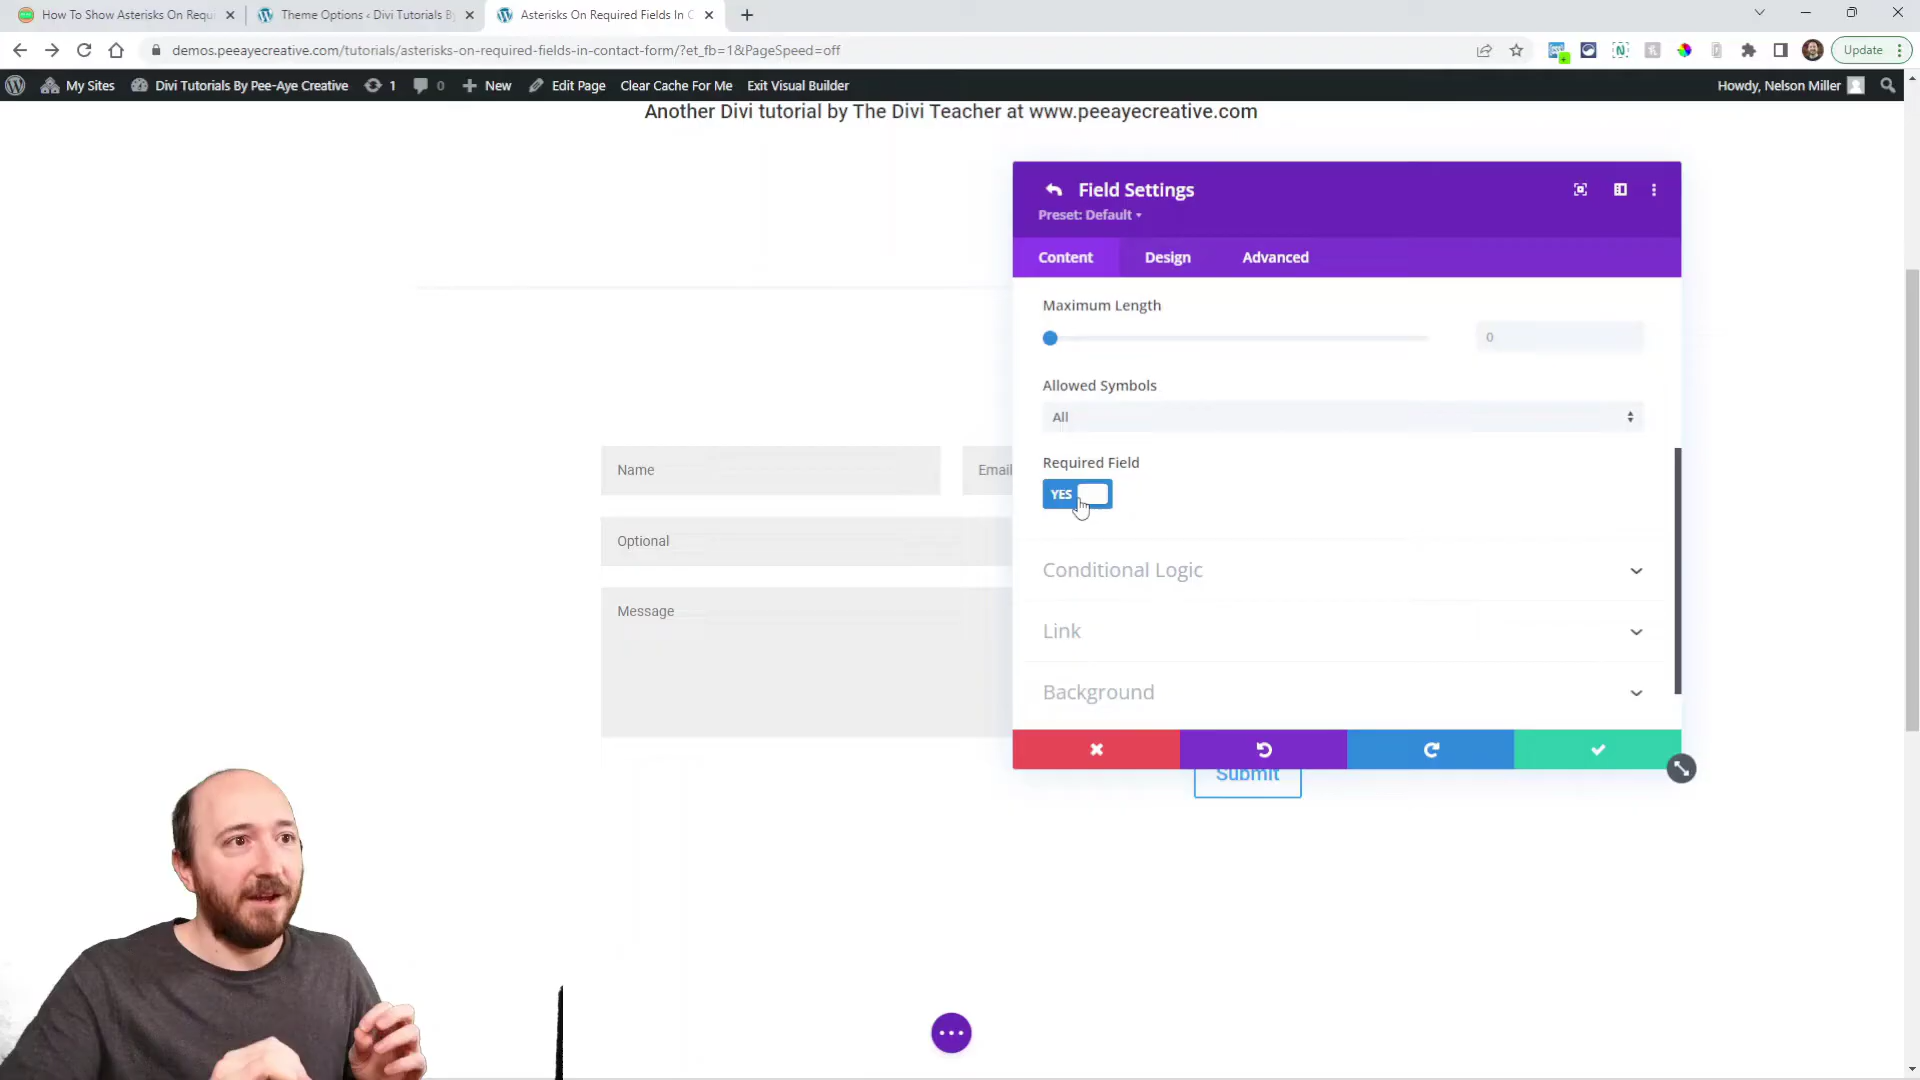 How To Show Asterisks On Requ
Theme Options ‹ Divi Tutorials B
Asterisks On Required Fields In C
demos.peeayecreative.com/tutorials/asterisks-on-required-fields-in-contact-form/?et_fb=1&PageSpeed=off
Update
My Sites
Divi Tutorials By Pee-Aye Creative
1
0
New
Edit Page
Clear Cache For Me
Exit Visual Builder
Howdy, Nelson Miller
Another Divi tutorial by The Divi Teacher at www.peeayecreative.com
Field Settings
Preset: Default
Content
Design
Advanced
Maximum Length
0
Allowed Symbols
All
Required Field
YES
Name
Email
Optional
Message
Conditional Logic
Link
Background
Submit